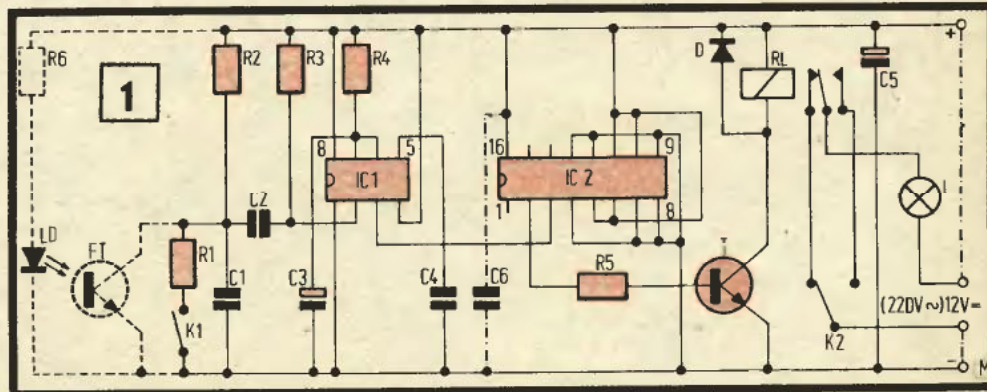 R6
1
R2
R3
R4
8
5
IC1
C2
R1
LD
FT
K1
C1
C3
C4
C6
16
9
IC 2
1
8
R5
T
D
RL
C5
+
(220V~)12V=
K2
-
M